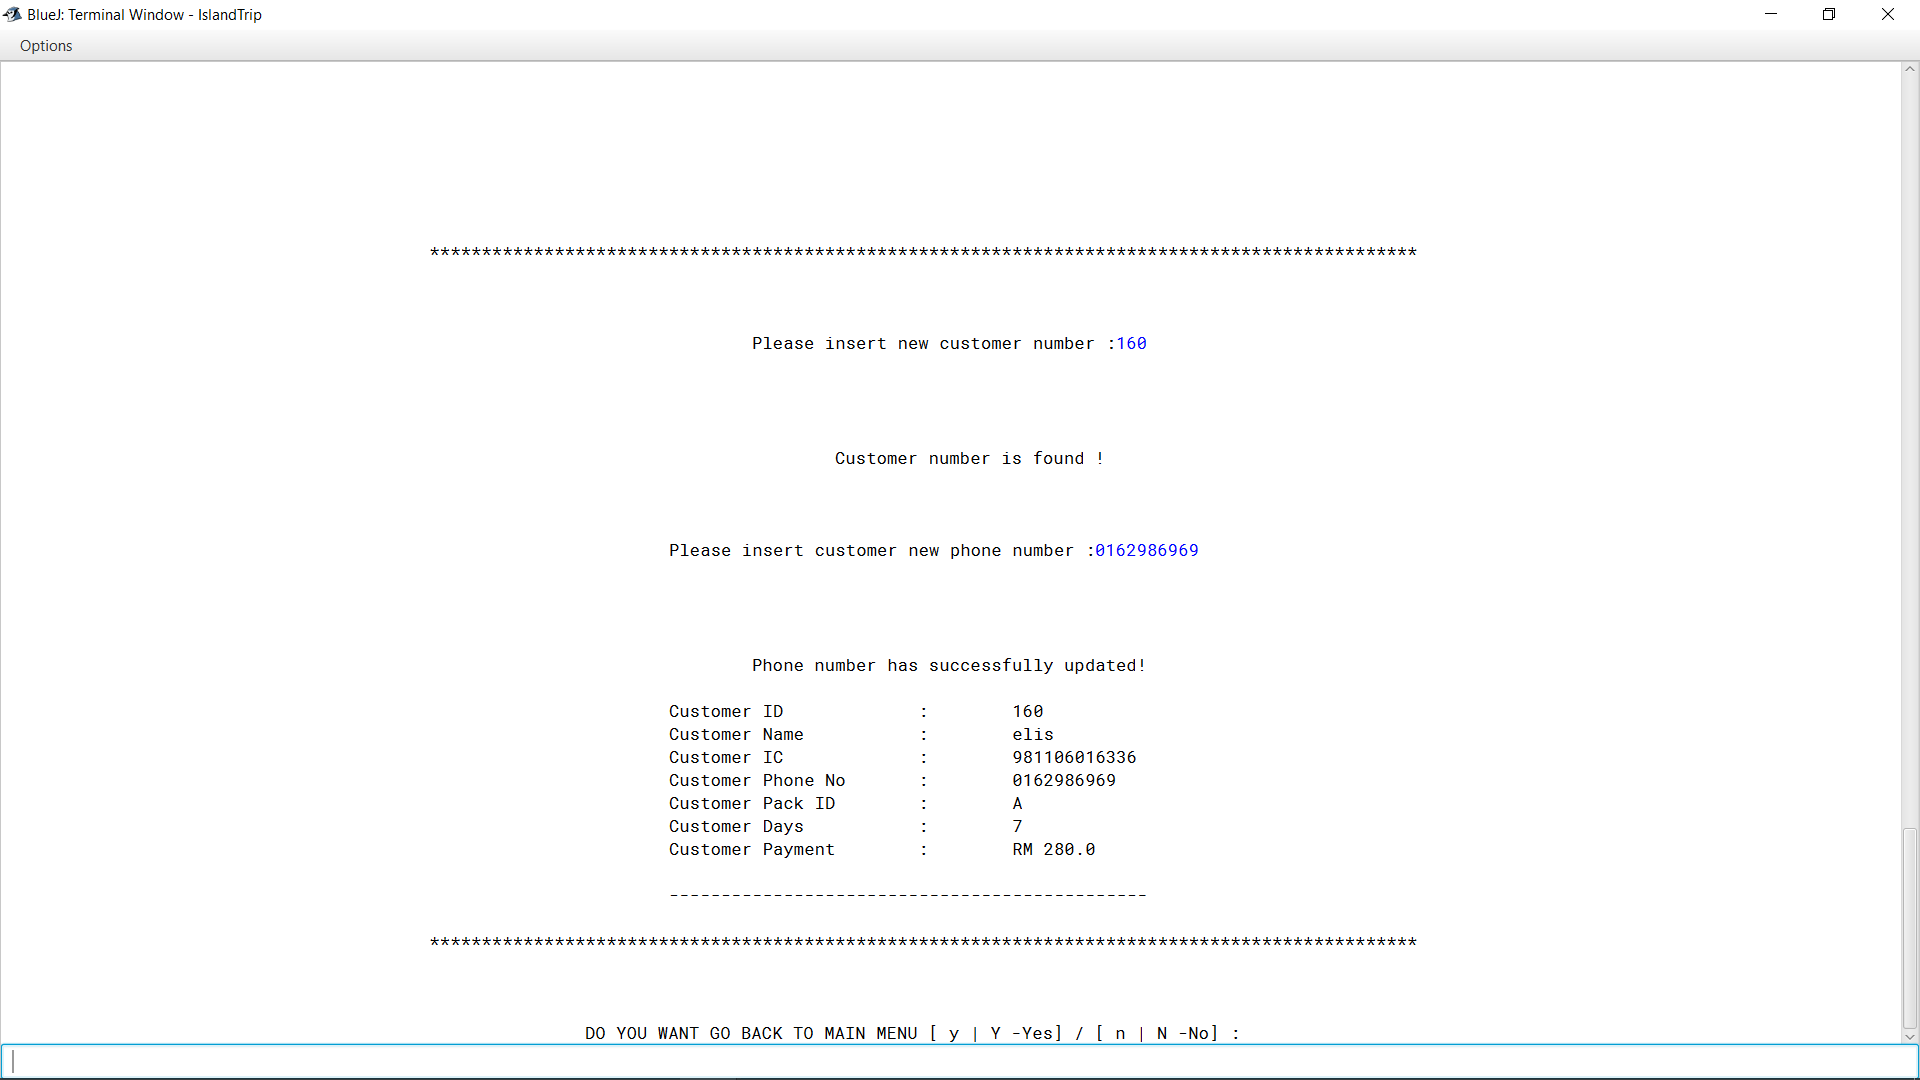 BlueJ: Terminal Window - IslandTrip
Options
***********************************************************************************************
Please insert new customer number :160
Customer number is found !
Please insert customer new phone number :0162986969
Phone number has successfully updated!
Customer ID : 160
Customer Name : elis
Customer IC : 981106016336
Customer Phone No : 0162986969
Customer Pack ID : A
Customer Days : 7
Customer Payment : RM 280.0
----------------------------------------------
***********************************************************************************************
DO YOU WANT GO BACK TO MAIN MENU [ y | Y -Yes] / [ n | N -No] :